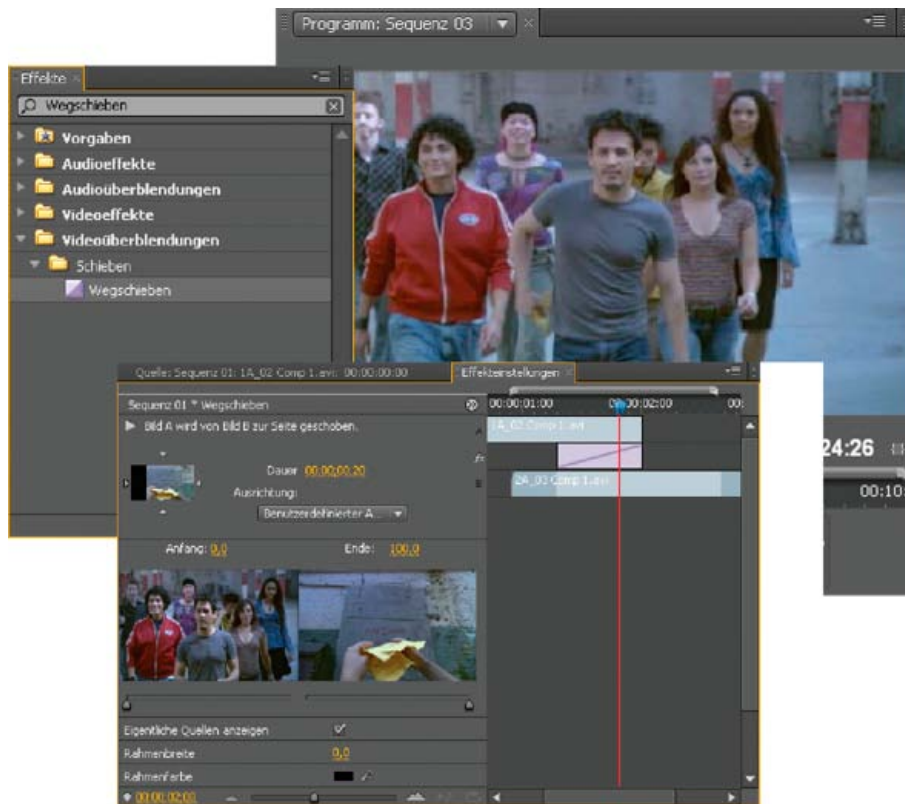 Programm: Sequenz 03
Effekte
Wegschieben
Vorgaben
Audioeffekte
Audioüberblendungen
Videoeffekte
Videoüberblendungen
Schieben
Wegschieben
Quelle: Sequenz 01: 1A_02 Comp 1.avi: 00:00:00:00
Effekteinstellungen
Sequenz 01 * Wegschieben
00:00:01:00
00:00:02:00
00:
Bild A wird von Bild B zur Seite geschoben.
1A_02 Comp 1.avi
fx
Dauer 00:00:00:20
2A_03 Comp 1.avi
Ausrichtung:
Benutzerdefinierter A...
Anfang: 0,0
Ende: 100,0
24:26
00:10:
Eigentliche Quellen anzeigen
Rahmenbreite
0,0
Rahmenfarbe
00:00:02:00